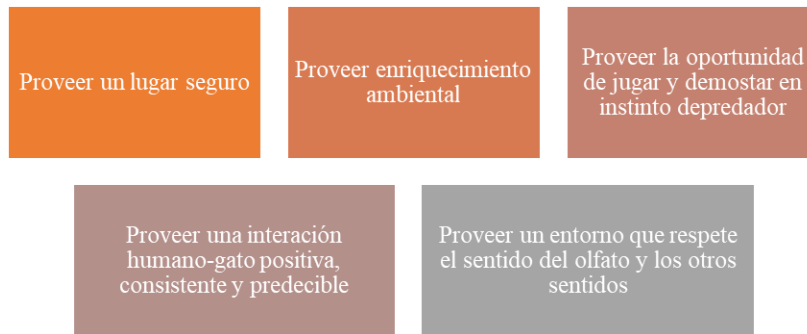 Proveer un lugar seguro
Proveer enriquecimiento
ambiental
Proveer la oportunidad
de jugar y demostar en
instinto depredador
Proveer una interación
humano-gato positiva,
consistente y predecible
Proveer un entorno que respete
el sentido del olfato y los otros
sentidos